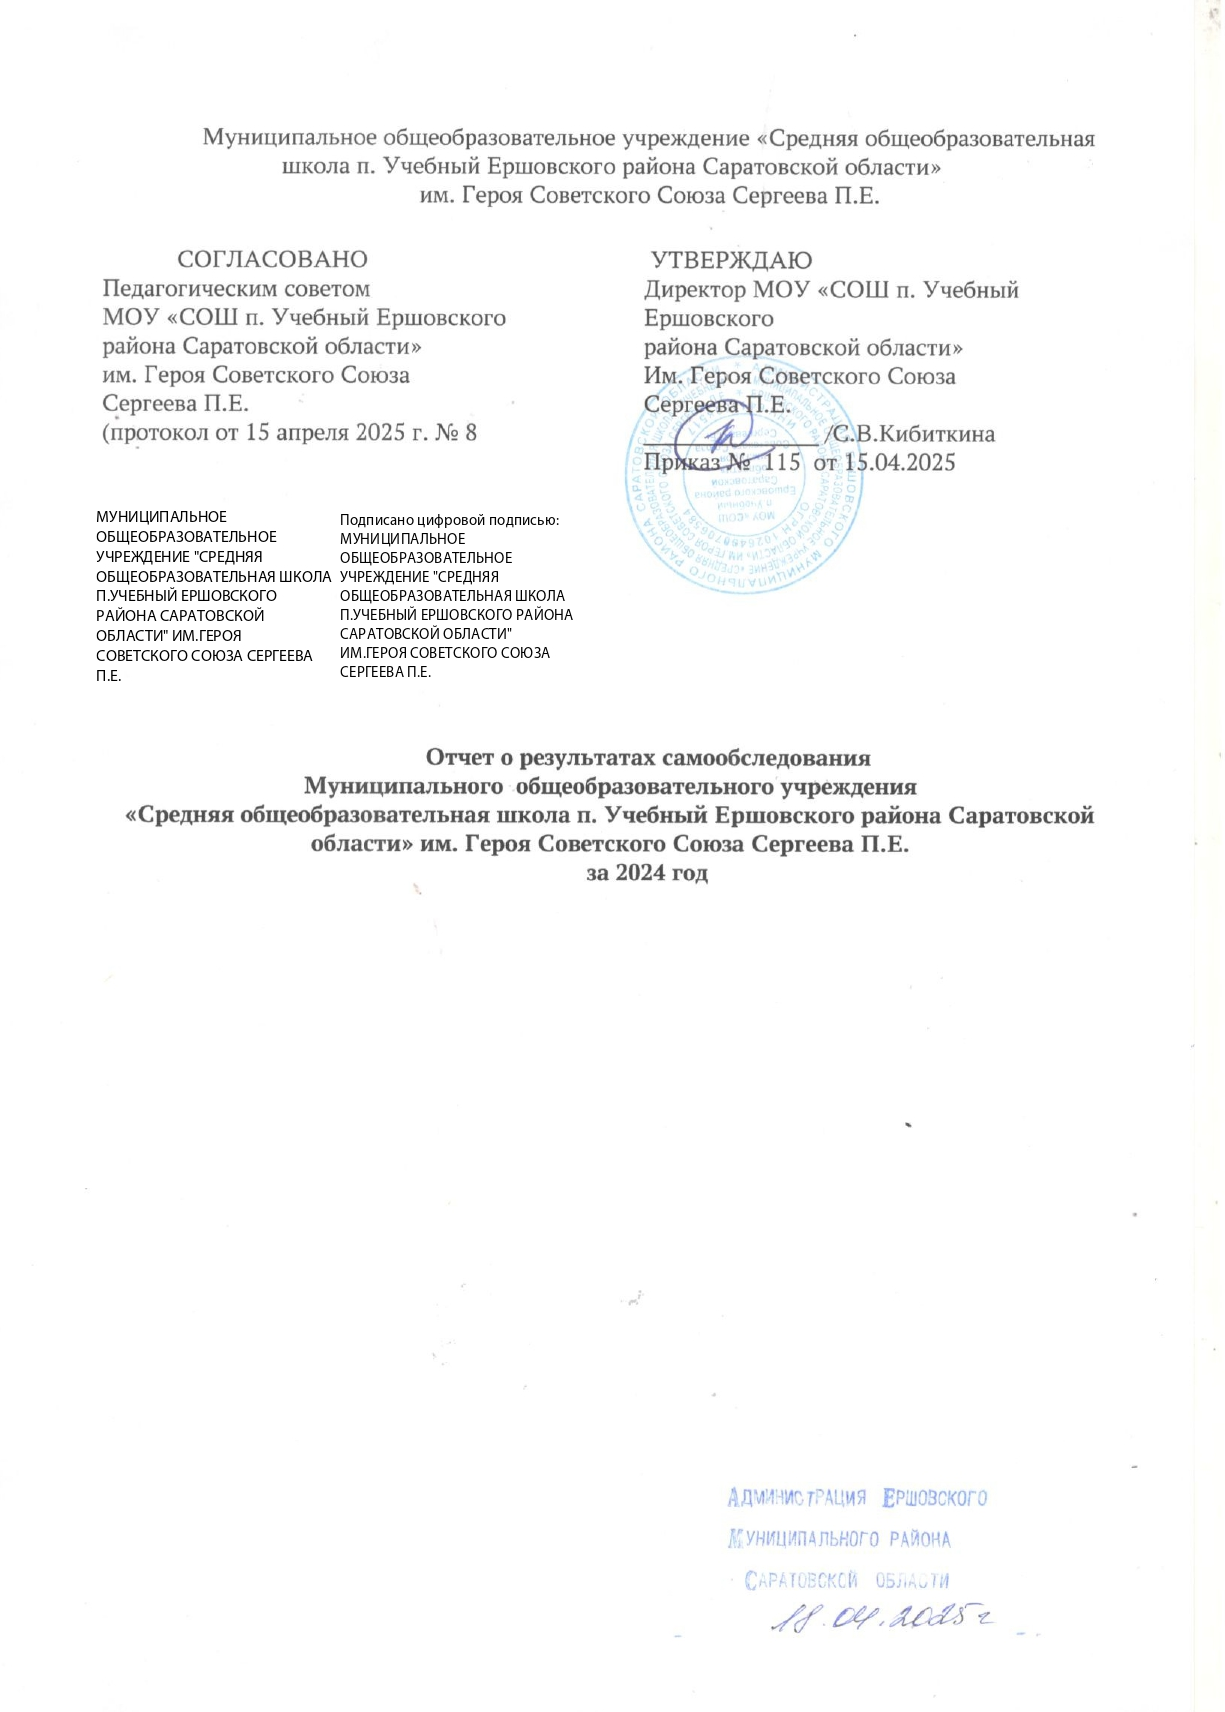 Муниципальное общеобразовательное учреждение «Средняя общеобразовательная
школа п. Учебный Ершовского района Саратовской области»
им. Героя Советского Союза Сергеева П.Е.
СОГЛАСОВАНО
Педагогическим советом
МОУ «СОШ п. Учебный Ершовского
района Саратовской области»
им. Героя Советского Союза
Сергеева П.Е.
(протокол от 15 апреля 2025 г. № 8
УТВЕРЖДАЮ
Директор МОУ «СОШ п. Учебный
Ершовского
района Саратовской области»
Им. Героя Советского Союза
Сергеева П.Е.
/С.В.Кибиткина
Приказ № 115 от 15.04.2025
МУНИЦИПАЛЬНОЕ
ОБЩЕОБРАЗОВАТЕЛЬНОЕ
УЧРЕЖДЕНИЕ "СРЕДНЯЯ
ОБЩЕОБРАЗОВАТЕЛЬНАЯ ШКОЛА
П.УЧЕБНЫЙ ЕРШОВСКОГО
РАЙОНА САРАТОВСКОЙ
ОБЛАСТИ" ИМ.ГЕРОЯ
СОВЕТСКОГО СОЮЗА СЕРГЕЕВА
П.Е.
Подписано цифровой подписью:
МУНИЦИПАЛЬНОЕ
ОБЩЕОБРАЗОВАТЕЛЬНОЕ
УЧРЕЖДЕНИЕ "СРЕДНЯЯ
ОБЩЕОБРАЗОВАТЕЛЬНАЯ ШКОЛА
П.УЧЕБНЫЙ ЕРШОВСКОГО РАЙОНА
САРАТОВСКОЙ ОБЛАСТИ"
ИМ.ГЕРОЯ СОВЕТСКОГО СОЮЗА
СЕРГЕЕВА П.Е.
Отчет о результатах самообследования
Муниципального общеобразовательного учреждения
«Средняя общеобразовательная школа п. Учебный Ершовского района Саратовской
области» им. Героя Советского Союза Сергеева П.Е.
за 2024 год
АДМИНИСТРАЦИЯ ЕРШОВСКОГО
МУНИЦИПАЛЬНОГО РАЙОНА
САРАТОВСКОЙ ОБЛАСТИ
18.04.2025 г